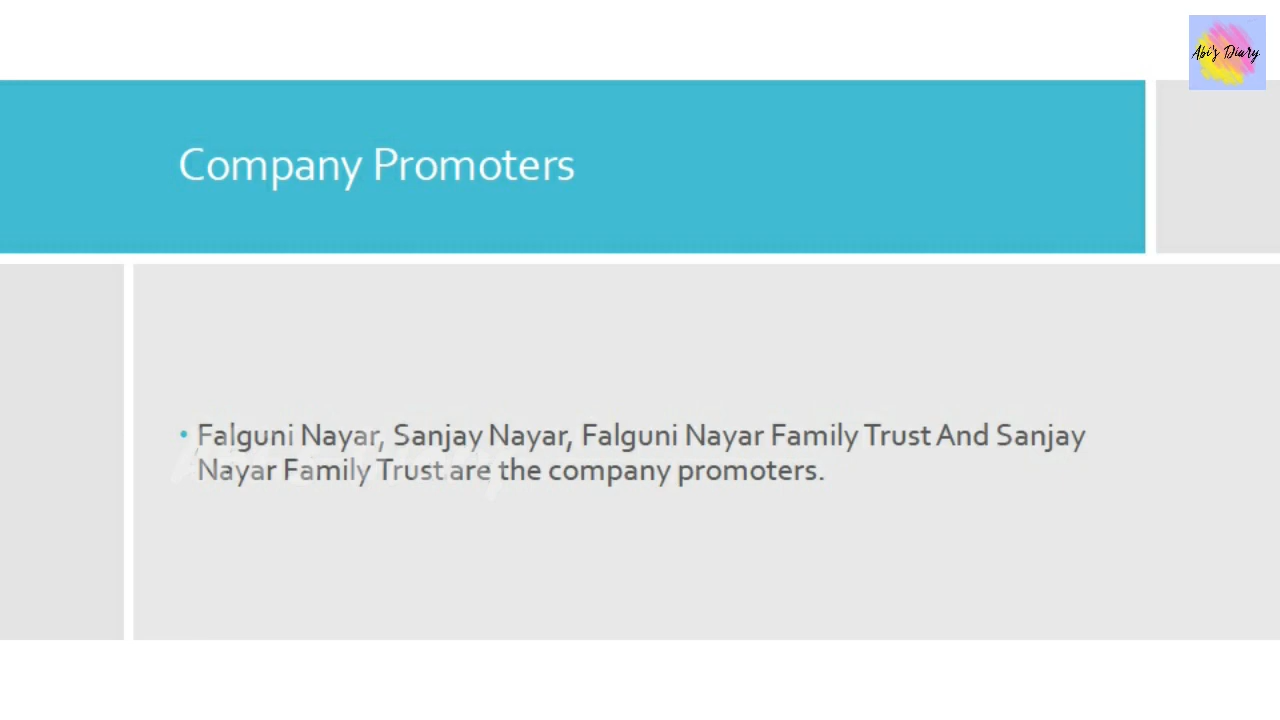 Abi's Diary
Company Promoters
• Falguni Nayar, Sanjay Nayar, Falguni Nayar Family Trust And Sanjay
Nayar Family Trust are the company promoters.